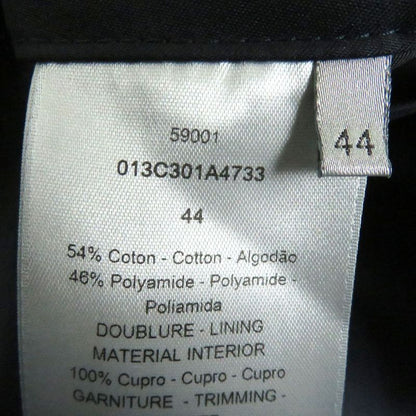 59001
013C301A4733
44
44
54% Coton - Cotton - Algodão
46% Polyamide - Polyamide -
Poliamida
DOUBLURE - LINING
MATERIAL INTERIOR
100% Cupro - Cupro - Cupro
GARNITURE - TRIMMING -